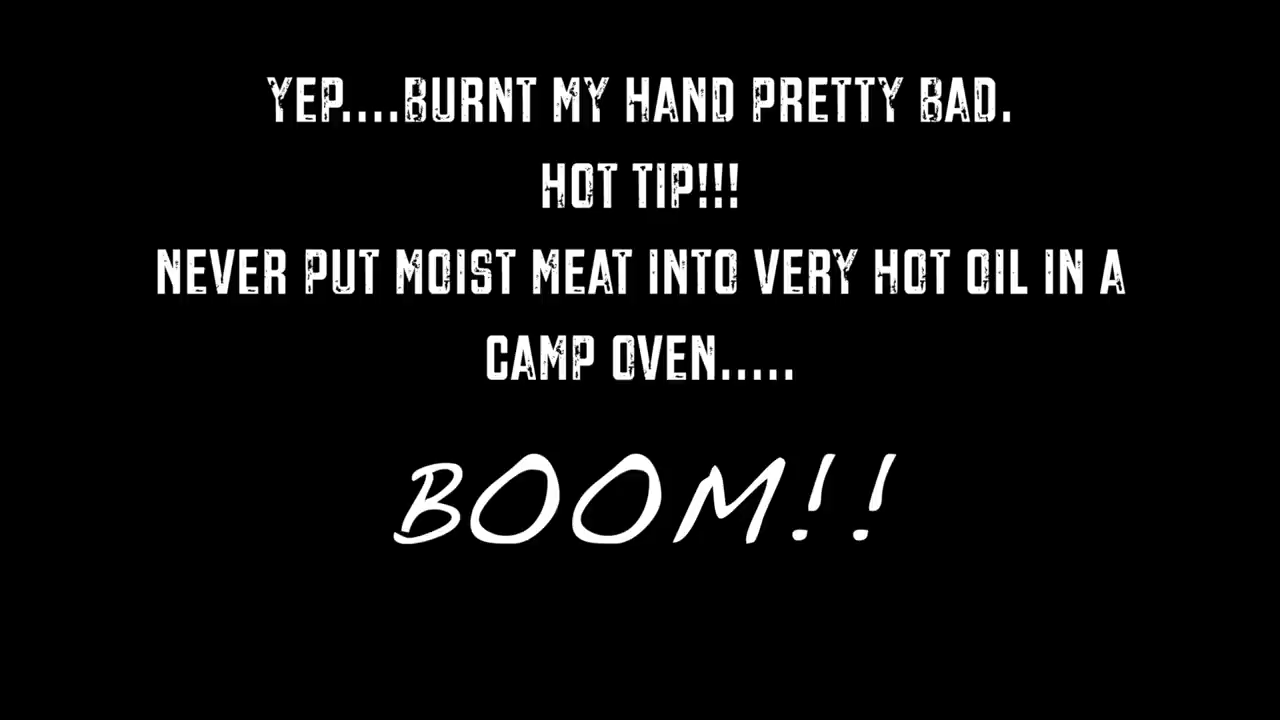 YEP....BURNT MY HAND PRETTY BAD.
HOT TIP!!!
NEVER PUT MOIST MEAT INTO VERY HOT OIL IN A
CAMP OVEN.....
BOOM!!